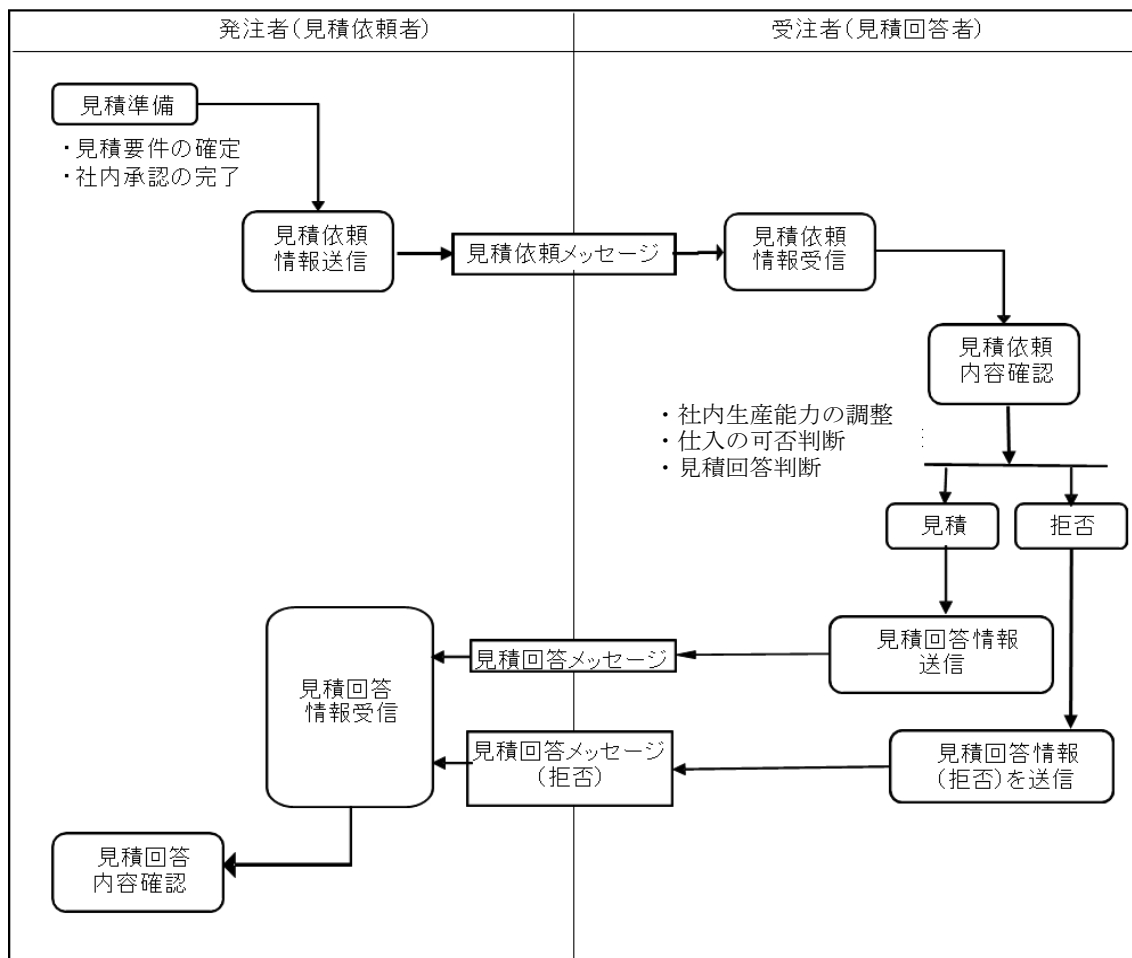 発注者(見積依頼者)
受注者(見積回答者)
見積準備
・見積要件の確定
・社内承認の完了
見積依頼
情報送信
見積依頼メッセージ
見積依頼
情報受信
見積依頼
内容確認
・社内生産能力の調整
・仕入の可否判断
・見積回答判断
見積
拒否
見積回答情報
送信
見積回答メッセージ
見積回答
情報受信
見積回答情報
(拒否)を送信
見積回答メッセージ
(拒否)
見積回答
内容確認